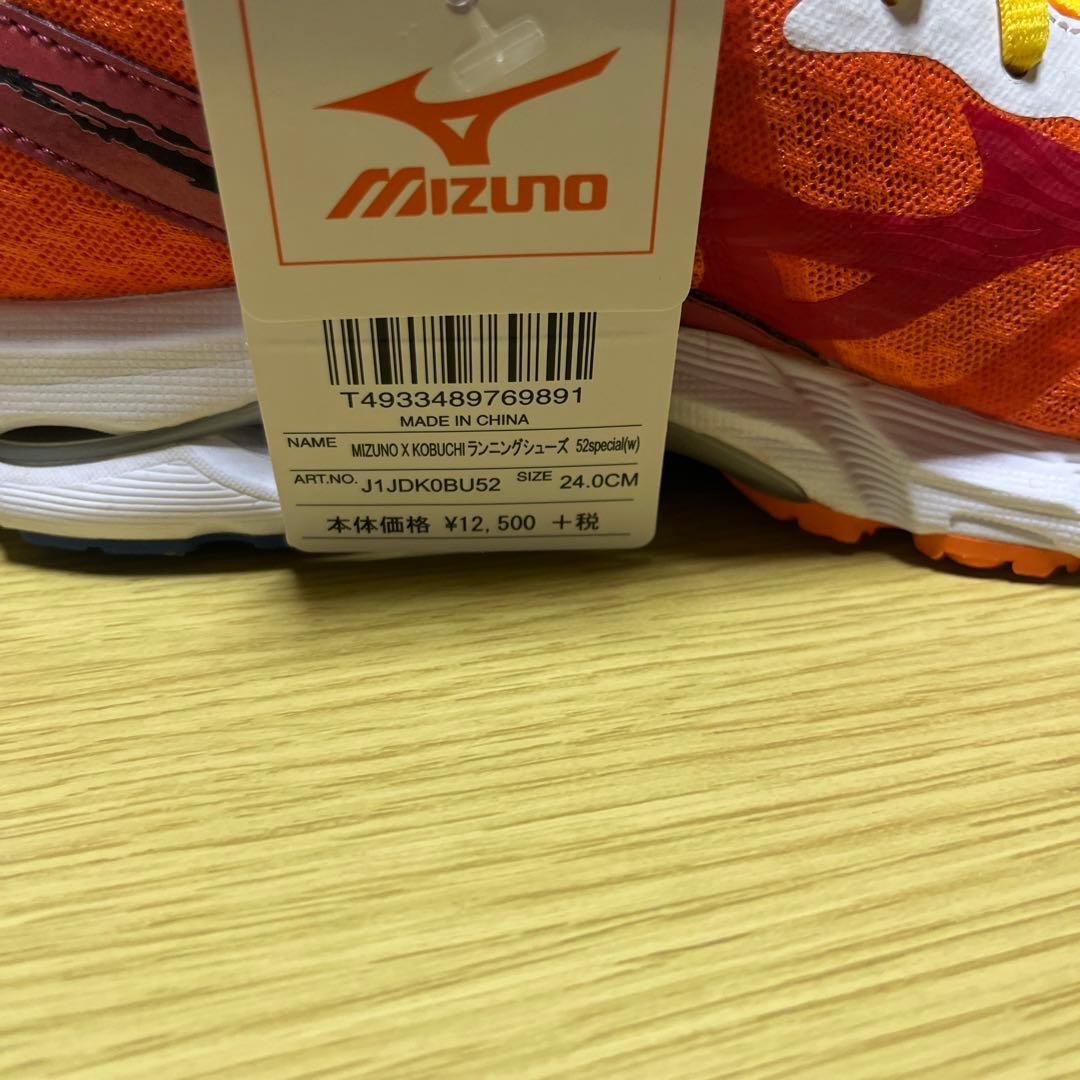 MIZUNO
T4933489769891
MADE IN CHINA
NAME MIZUNO X KOBUCHI ランニングシューズ 52special(w)
ART.NO. J1JDK0BU52 SIZE 24.0CM
本体価格 ¥12,500 +税